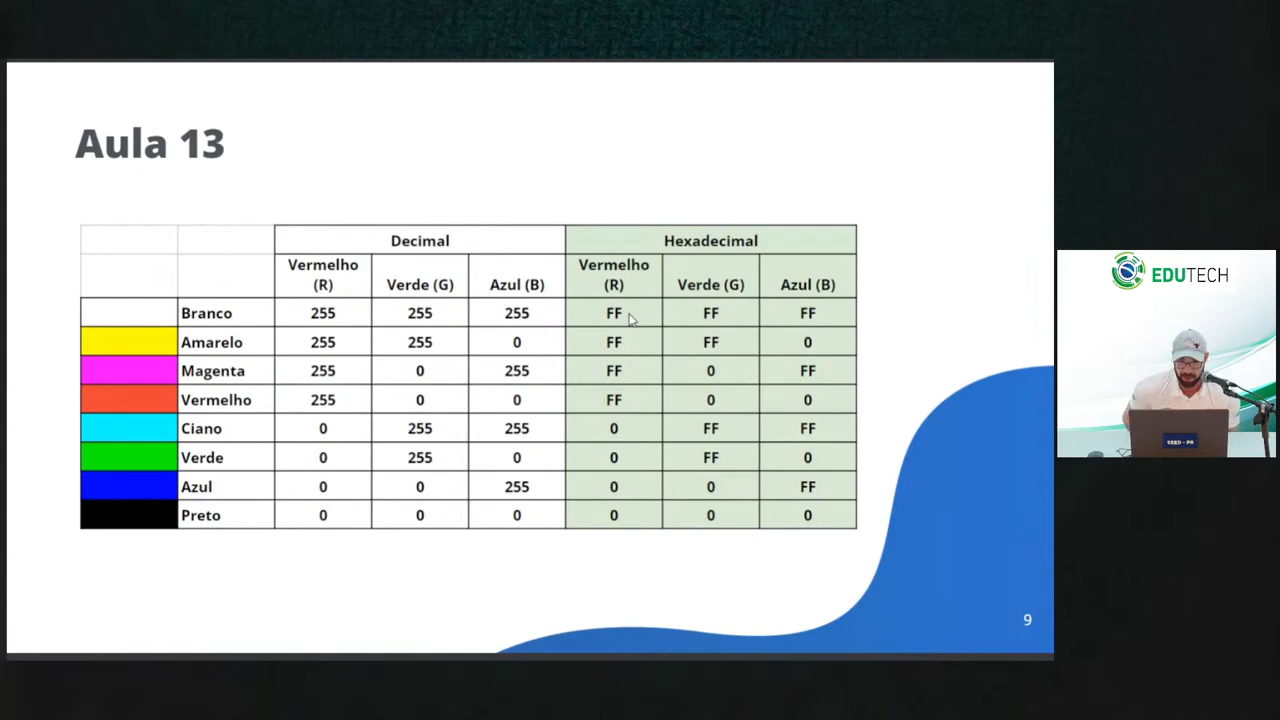 Aula 13
Decimal Hexadecimal
Vermelho (R) Verde (G) Azul (B) Vermelho (R) Verde (G) Azul (B)
Branco 255 255 255 FF FF FF
Amarelo 255 255 0 FF FF 0
Magenta 255 0 255 FF 0 FF
Vermelho 255 0 0 FF 0 0
Ciano 0 255 255 0 FF FF
Verde 0 255 0 0 FF 0
Azul 0 0 255 0 0 FF
Preto 0 0 0 0 0 0
9
EDUTECH
SEED - PR